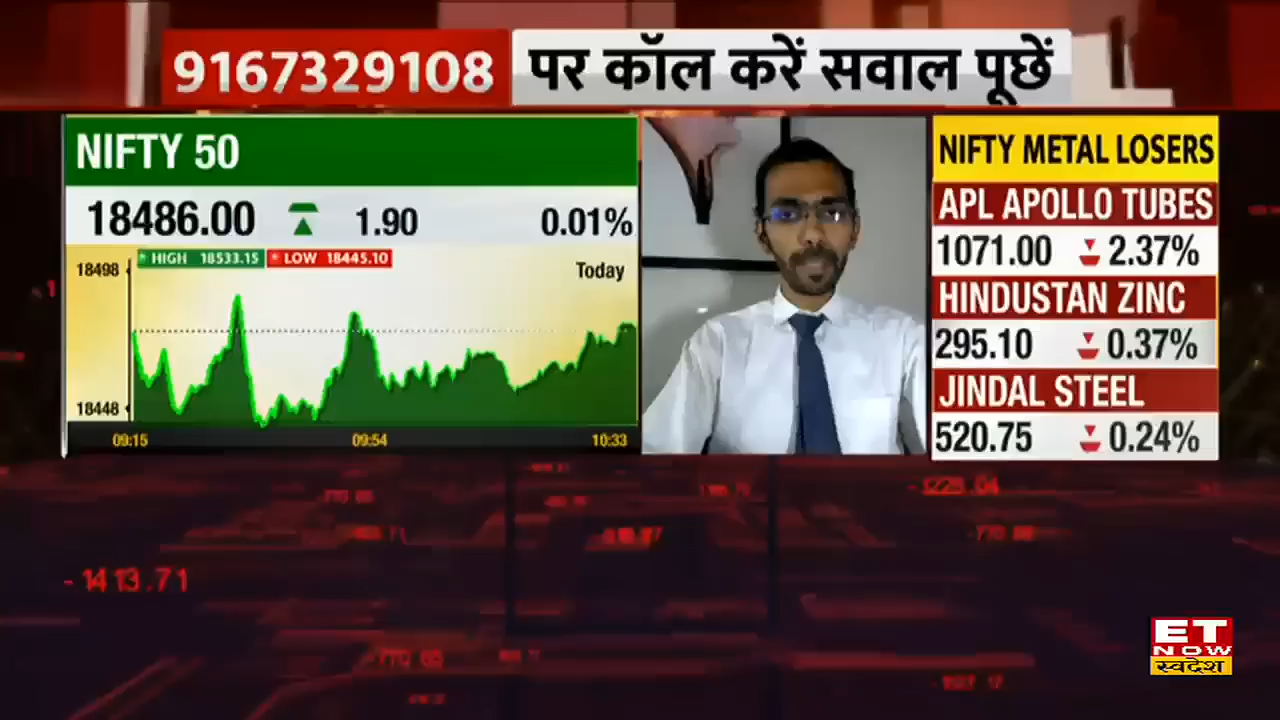 9167329108 पर कॉल करें सवाल पूछें
NIFTY 50
18486.00 1.90 0.01%
HIGH 18533.15 LOW 18445.10
Today
18498
18448
09:15 09:54 10:33
NIFTY METAL LOSERS
APL APOLLO TUBES
1071.00 2.37%
HINDUSTAN ZINC
295.10 0.37%
JINDAL STEEL
520.75 0.24%
-1413.71
ET
NOW
स्वदेश